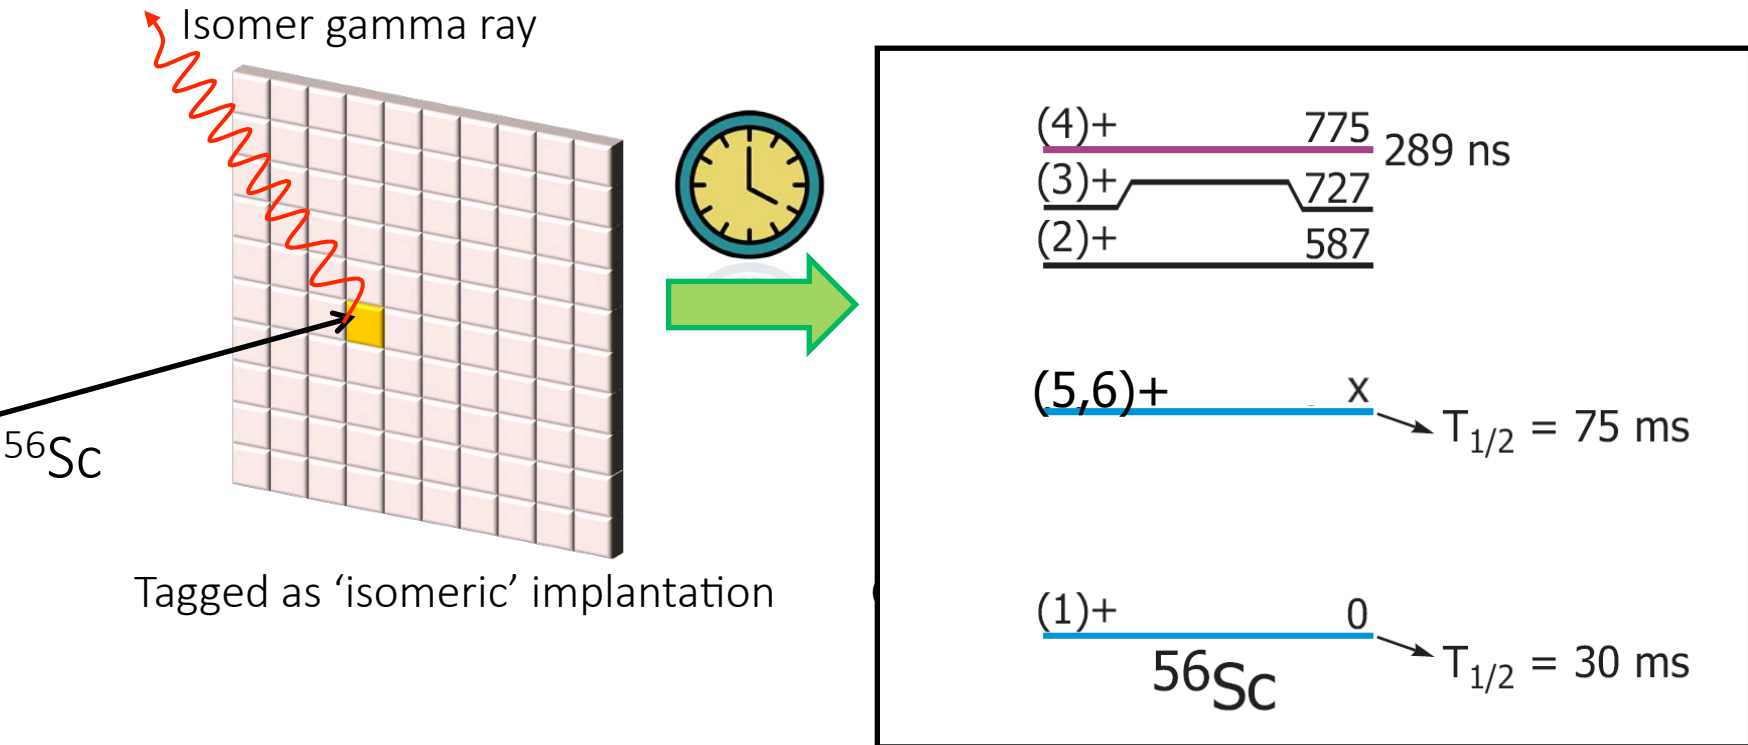 Isomer gamma ray
⁵⁶Sc
Tagged as ‘isomeric’ implantation
(4)+ 775 289 ns
(3)+ 727
(2)+ 587
(5,6)+ x
T₁/₂ = 75 ms
(1)+ 0
T₁/₂ = 30 ms
⁵⁶Sc